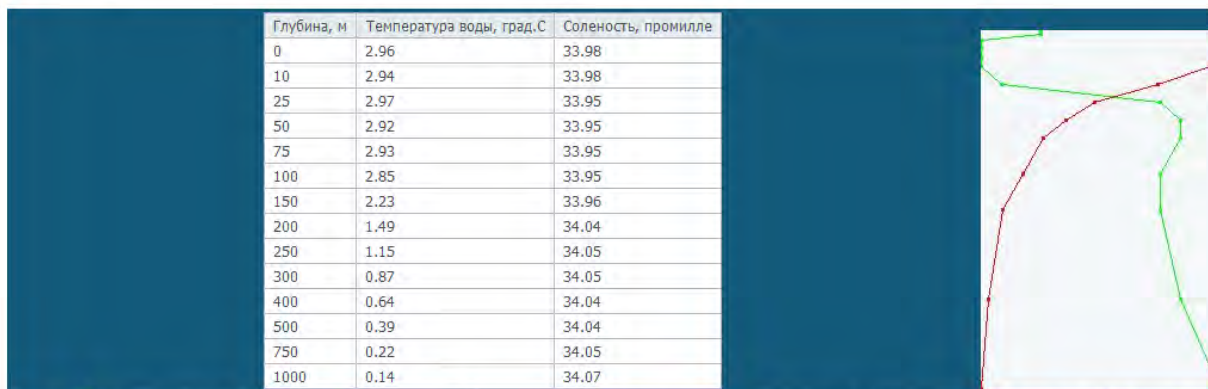 Глубина, м Температура воды, град.С Соленость, промилле
0 2.96 33.98
10 2.94 33.98
25 2.97 33.95
50 2.92 33.95
75 2.93 33.95
100 2.85 33.95
150 2.23 33.96
200 1.49 34.04
250 1.15 34.05
300 0.87 34.05
400 0.64 34.04
500 0.39 34.04
750 0.22 34.05
1000 0.14 34.07